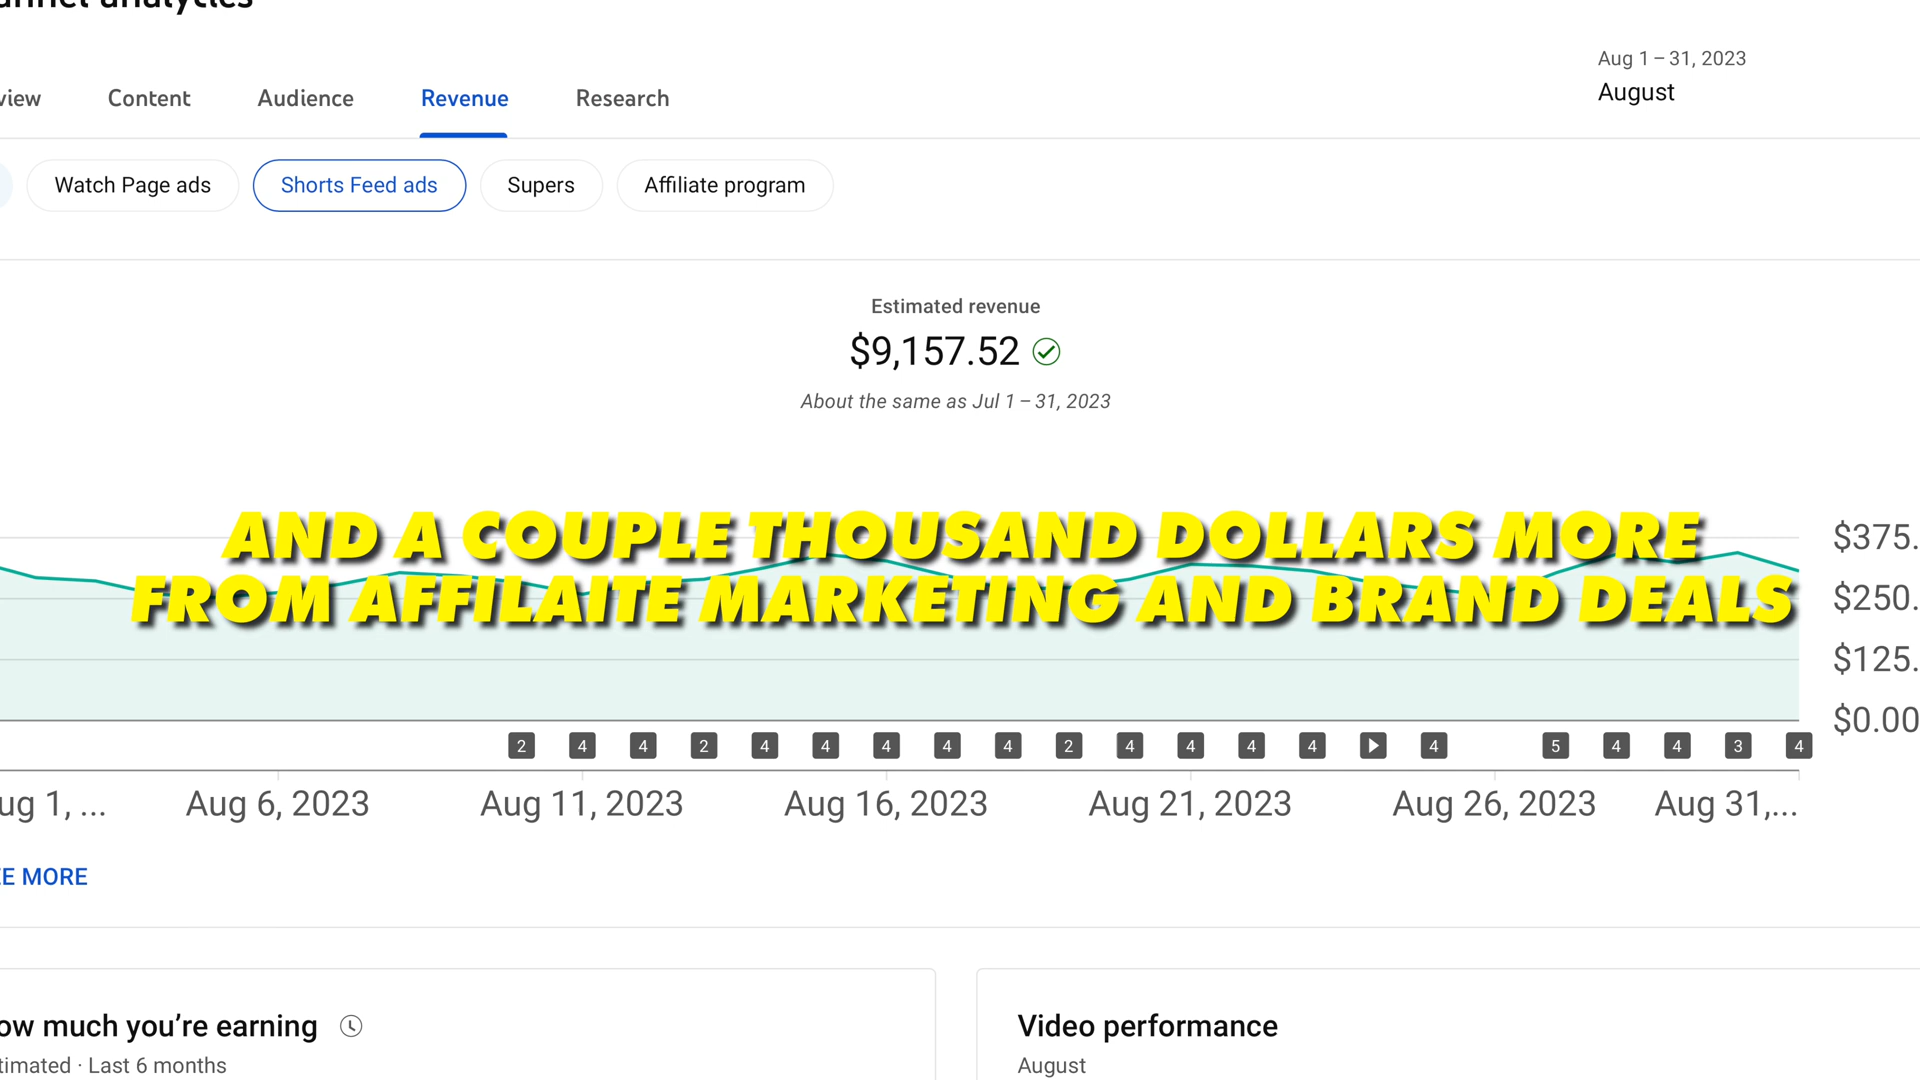 Aug 1 – 31, 2023
August
Content Audience Revenue Research
Watch Page ads Shorts Feed ads Supers Affiliate program
Estimated revenue
$9,157.52
About the same as Jul 1 – 31, 2023
AND A COUPLE THOUSAND DOLLARS MORE
FROM AFFILAITE MARKETING AND BRAND DEALS
$375.
$250.
$125.
$0.00
2 4 4 2 4 4 4 4 4 2 4 4 4 4 4 5 4 4 3 4
ug 1, ... Aug 6, 2023 Aug 11, 2023 Aug 16, 2023 Aug 21, 2023 Aug 26, 2023 Aug 31,...
EE MORE
ow much you’re earning
timated · Last 6 months
Video performance
August